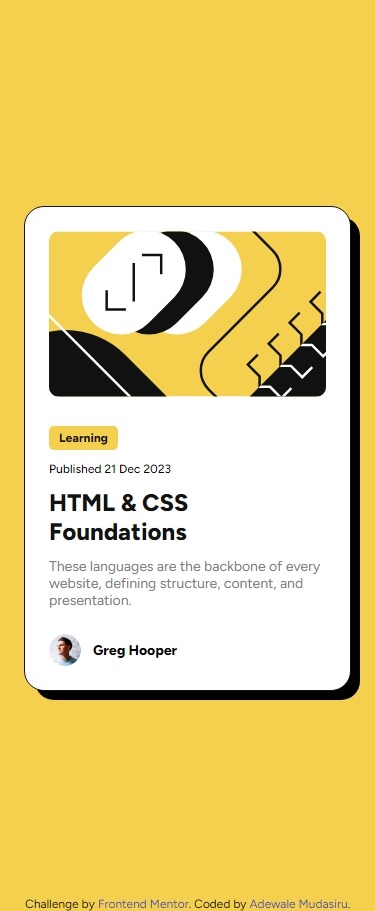 Learning
Published 21 Dec 2023
HTML & CSS
Foundations
These languages are the backbone of every
website, defining structure, content, and
presentation.
Greg Hooper
Challenge by Frontend Mentor. Coded by Adewale Mudasiru.